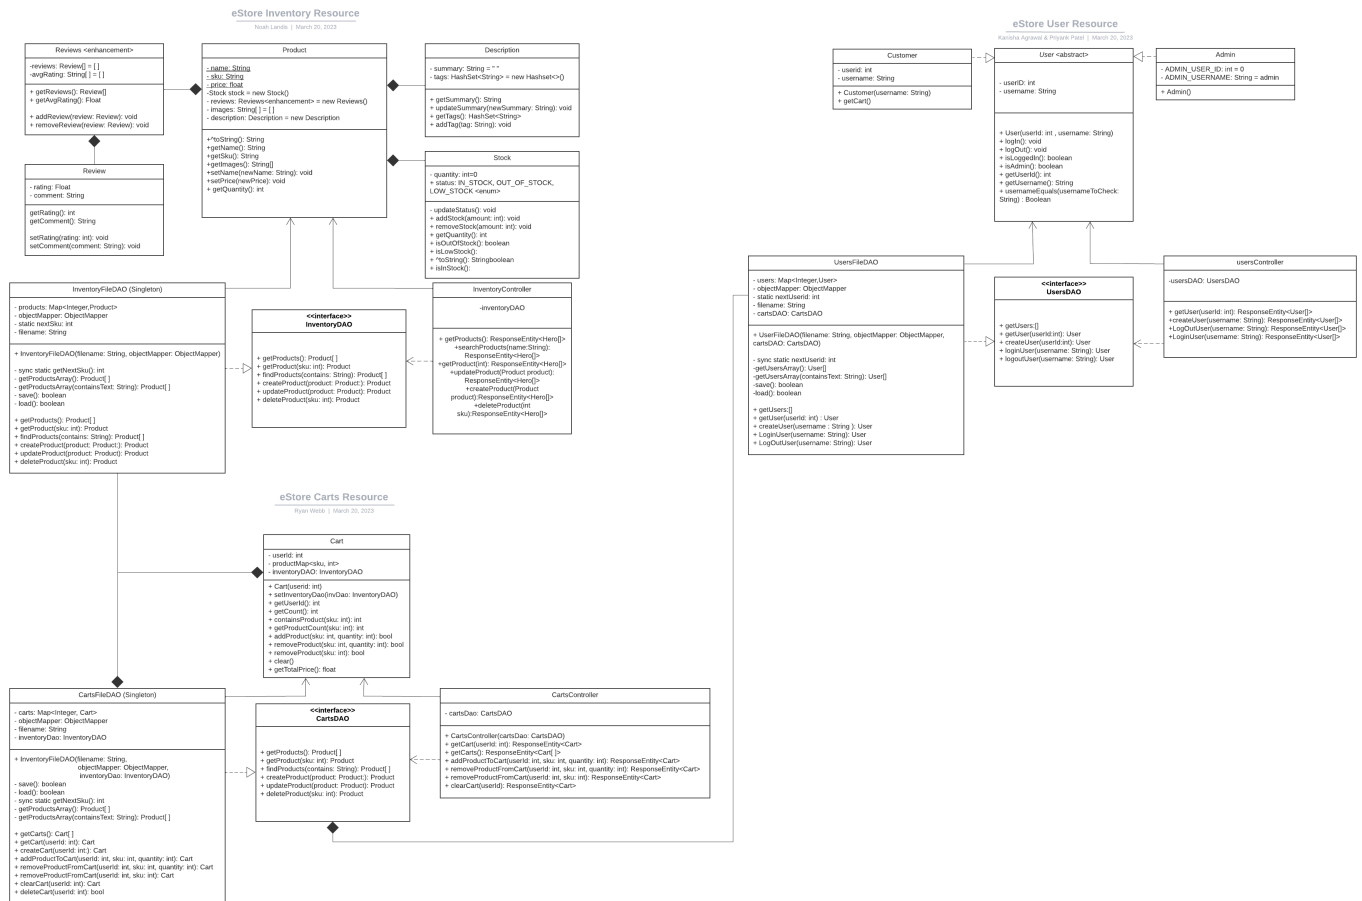 eStore Inventory Resource
Noah Landis | March 20, 2023
Reviews <enhancement>
-reviews: Review[] = [ ]
-avgRating: String[ ] = [ ]
+ getReviews(): Review[]
+ getAvgRating(): Float
+ addReview(review: Review): void
+ removeReview(review: Review): void
Review
- rating: Float
- comment: String
getRating(): int
getComment(): String
setRating(rating: int): void
setComment(comment: String): void
Product
- name: String
- sku: String
- price: float
-Stock stock = new Stock()
- reviews: Reviews<enhancement> = new Reviews()
- images: String[ ] = [ ]
- description: Description = new Description
+^toString(): String
+getName(): String
+getSku(): String
+getImages(): String[]
+setName(newName: String): void
+setPrice(newPrice): void
+ getQuantity(): int
Description
- summary: String = " "
- tags: HashSet<String> = new Hashset<>()
+ getSummary(): String
+ updateSummary(newSummary: String): void
+ getTags(): HashSet<String>
+ addTag(tag: String): void
Stock
- quantity: int=0
+ status: IN_STOCK, OUT_OF_STOCK,
LOW_STOCK <enum>
- updateStatus(): void
+ addStock(amount: int): void
+ removeStock(amount: int): void
+ getQuantity(): int
+ isOutOfStock(): boolean
+ isLowStock():
+ ^toString(): Stringboolean
+ isInStock():
InventoryFileDAO (Singleton)
- products: Map<Integer,Product>
- objectMapper: ObjectMapper
- static nextSku: int
- filename: String
+ InventoryFileDAO(filename: String, objectMapper: ObjectMapper)
- sync static getNextSku(): int
- getProductsArray(): Product[ ]
- getProductsArray(containsText: String): Product[ ]
- save(): boolean
- load(): boolean
+ getProducts(): Product[ ]
+ getProduct(sku: int): Product
+ findProducts(contains: String): Product[ ]
+ createProduct(product: Product:): Product
+ updateProduct(product: Product): Product
+ deleteProduct(sku: int): Product
<<interface>>
InventoryDAO
+ getProducts(): Product[ ]
+ getProduct(sku: int): Product
+ findProducts(contains: String): Product[ ]
+ createProduct(product: Product:): Product
+ updateProduct(product: Product): Product
+ deleteProduct(sku: int): Product
InventoryController
-inventoryDAO
+ getProducts(): ResponseEntity<Hero[]>
+searchProducts(name:String):
ResponseEntity<Hero[]>
+getProduct(int): ResponseEntity<Hero[]>
+updateProduct(Product product):
ResponseEntity<Hero[]>
+createProduct(Product
product):ResponseEntity<Hero[]>
+deleteProduct(int
sku):ResponseEntity<Hero[]>
eStore User Resource
Kanisha Agrawal & Priyank Patel | March 20, 2023
Customer
- userid: int
- username: String
+ Customer(username: String)
+ getCart()
User <abstract>
- userID: int
- username: String
+ User(userId: int , username: String)
+ logIn(): void
+ logOut(): void
+ isLoggedIn(): boolean
+ isAdmin(): boolean
+ getUserId(): int
+ getUsername(): String
+ usernameEquals(usernameToCheck:
String) : Boolean
Admin
- ADMIN_USER_ID: int = 0
- ADMIN_USERNAME: String = admin
+ Admin()
UsersFileDAO
- users: Map<Integer,User>
- objectMapper: ObjectMapper
- static nextUserid: int
- filename: String
- cartsDAO: CartsDAO
+ UserFileDAO(filename: String, objectMapper: ObjectMapper,
cartsDAO: CartsDAO)
- sync static nextUserid: int
-getUsersArray(): User[]
-getUsersArray(containsText: String): User[]
-save(): boolean
-load(): boolean
+ getUsers:[]
+ getUser(userId: int) : User
+ createUser(username : String ): User
+ LoginUser(username: String): User
+ LogOutUser(username: String): User
<<interface>>
UsersDAO
+ getUsers:[]
+ getUser(userId:int): User
+ createUser(userId:int): User
+ loginUser(username: String): User
+ logoutUser(username: String): User
usersController
-usersDAO: UsersDAO
+ getUser(userId: int): ResponseEntity<User[]>
+createUser(username: String): ResponseEntity<User[]>
+LogOutUser(username: String): ResponseEntity<User[]>
+LoginUser(username: String): ResponseEntity<User[]>
eStore Carts Resource
Ryan Webb | March 20, 2023
Cart
- userId: int
- productMap<sku, int>
- inventoryDAO: InventoryDAO
+ Cart(userid: int)
+ setInventoryDao(invDao: InventoryDAO)
+ getUserId(): int
+ getCount(): int
+ containsProduct(sku: int): int
+ getProductCount(sku: int): int
+ addProduct(sku: int, quantity: int): bool
+ removeProduct(sku: int, quantity: int): bool
+ removeProduct(sku: int): bool
+ clear()
+ getTotalPrice(): float
CartsFileDAO (Singleton)
- carts: Map<Integer, Cart>
- objectMapper: ObjectMapper
- filename: String
- inventoryDao: InventoryDAO
+ InventoryFileDAO(filename: String,
objectMapper: ObjectMapper,
inventoryDao: InventoryDAO)
- save(): boolean
- load(): boolean
- sync static getNextSku(): int
- getProductsArray(): Product[ ]
- getProductsArray(containsText: String): Product[ ]
+ getCarts(): Cart[ ]
+ getCart(userId: int): Cart
+ createCart(userId: int:): Cart
+ addProductToCart(userId: int, sku: int, quantity: int): Cart
+ removeProductFromCart(userId: int, sku: int, quantity: int): Cart
+ removeProductFromCart(userId: int, sku: int): Cart
+ clearCart(userId: int): Cart
+ deleteCart(userId: int): bool
<<interface>>
CartsDAO
+ getProducts(): Product[ ]
+ getProduct(sku: int): Product
+ findProducts(contains: String): Product[ ]
+ createProduct(product: Product:): Product
+ updateProduct(product: Product): Product
+ deleteProduct(sku: int): Product
CartsController
- cartsDao: CartsDAO
+ CartsController(cartsDao: CartsDAO)
+ getCart(userId: int): ResponseEntity<Cart>
+ getCarts(): ResponseEntity<Cart[ ]>
+ addProductToCart(userId: int, sku: int, quantity: int): ResponseEntity<Cart>
+ removeProductFromCart(userId: int, sku: int, quantity: int): ResponseEntity<Cart>
+ removeProductFromCart(userId: int, sku: int): ResponseEntity<Cart>
+ clearCart(userId): ResponseEntity<Cart>